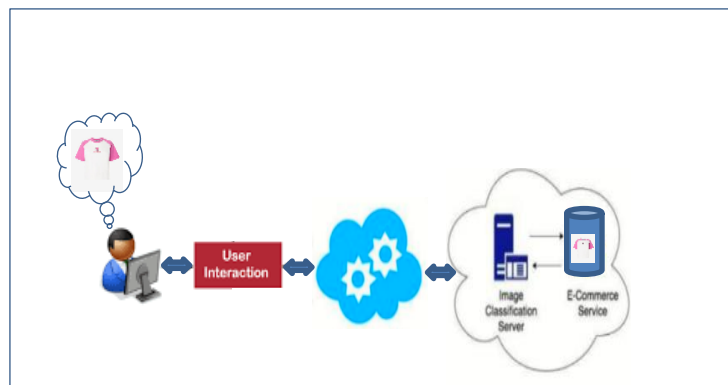 User
Interaction
Image
Classification
Server
E-Commerce
Service